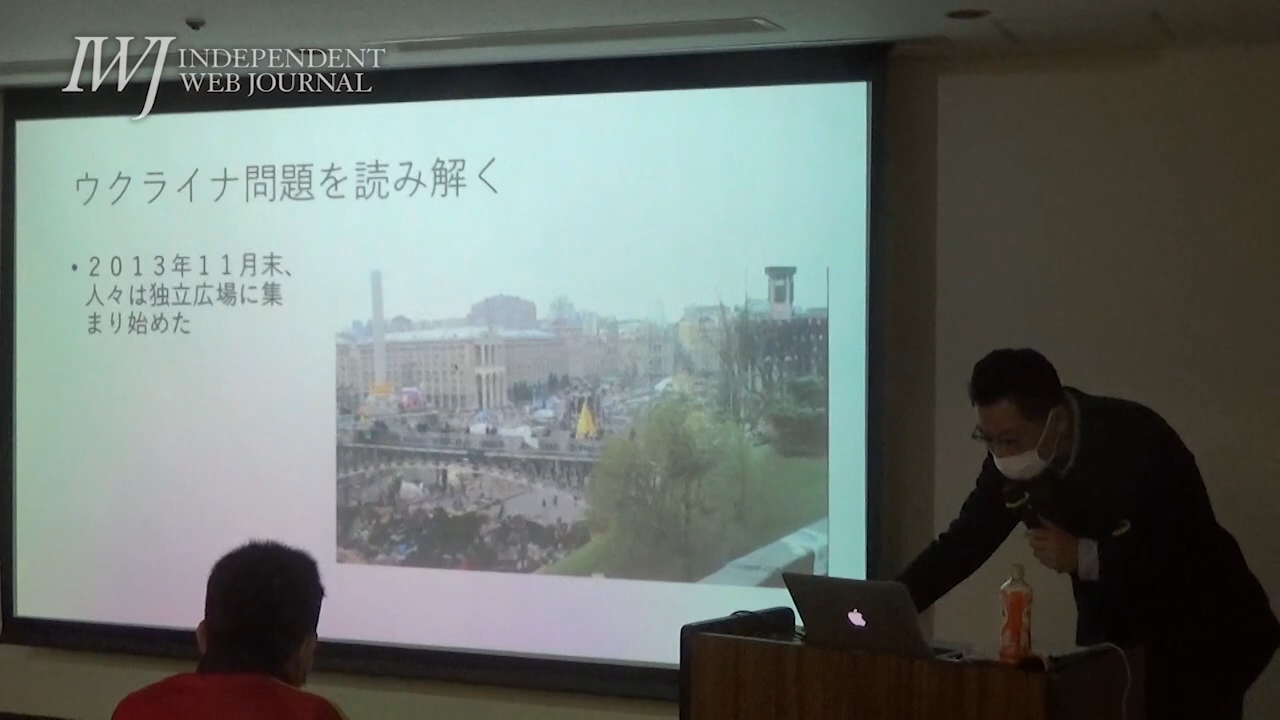 IWJ INDEPENDENT
WEB JOURNAL
ウクライナ問題を読み解く
• ２０１３年１１月末、
人々は独立広場に集
まり始めた